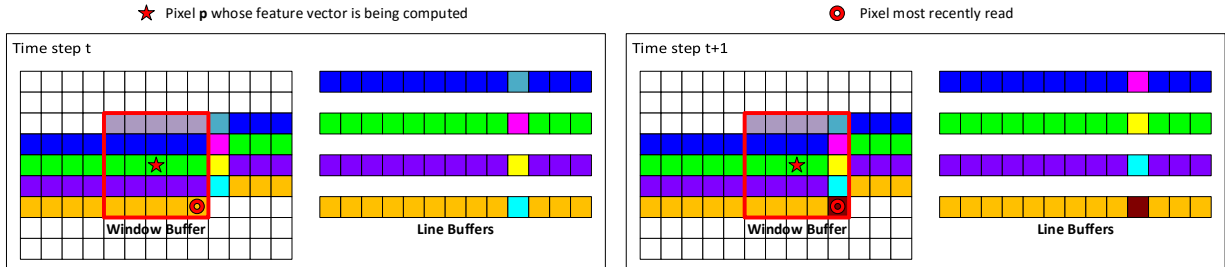 Pixel p whose feature vector is being computed
Pixel most recently read
Time step t
Window Buffer
Line Buffers
Time step t+1
Window Buffer
Line Buffers